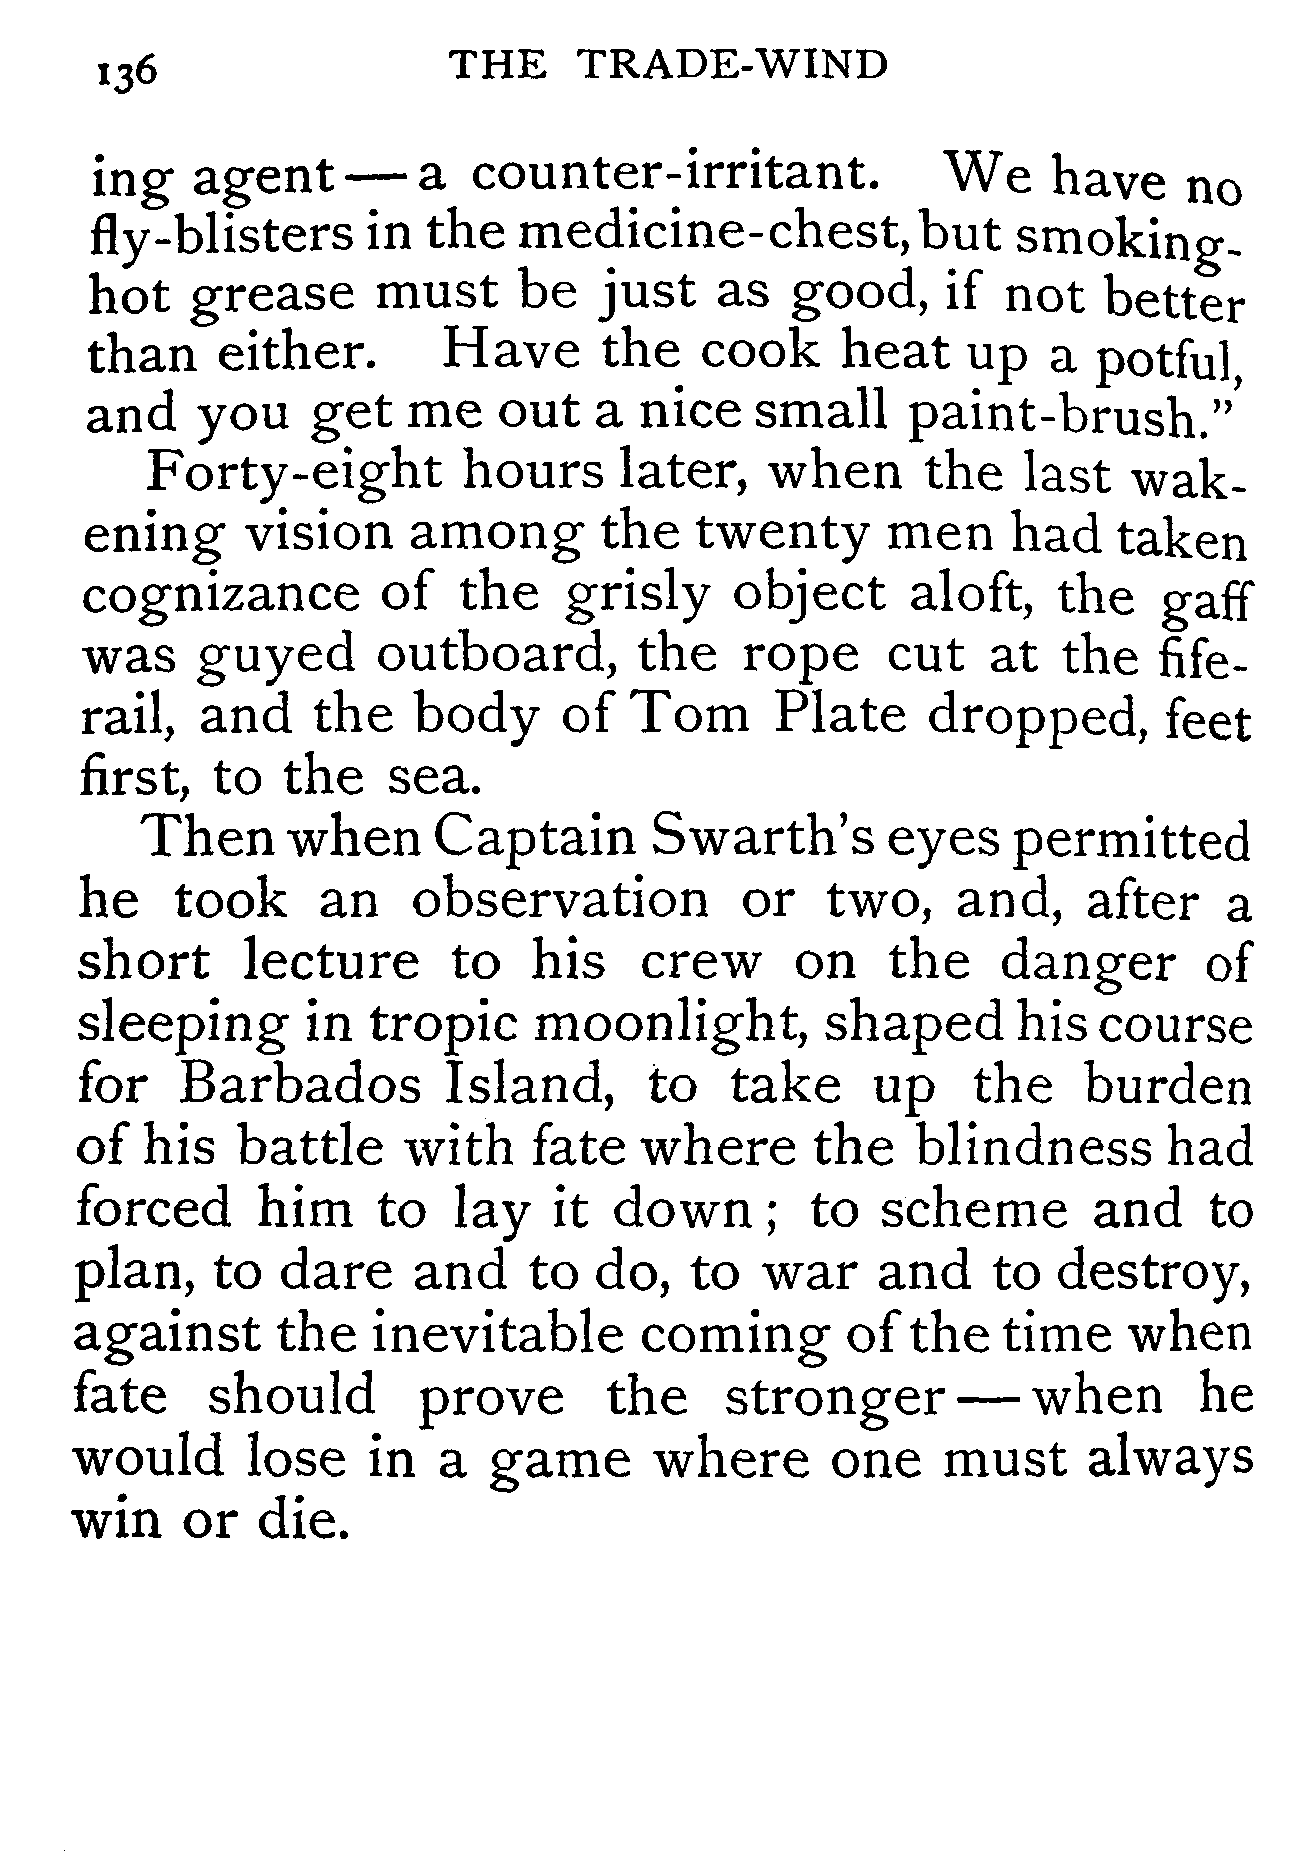 136 THE TRADE-WIND
ing agent — a counter-irritant. We have no
fly-blisters in the medicine-chest, but smoking-
hot grease must be just as good, if not better
than either. Have the cook heat up a potful,
and you get me out a nice small paint-brush.”
Forty-eight hours later, when the last wak-
ening vision among the twenty men had taken
cognizance of the grisly object aloft, the gaff
was guyed outboard, the rope cut at the fife-
rail, and the body of Tom Plate dropped, feet
first, to the sea.
Then when Captain Swarth’s eyes permitted
he took an observation or two, and, after a
short lecture to his crew on the danger of
sleeping in tropic moonlight, shaped his course
for Barbados Island, to take up the burden
of his battle with fate where the blindness had
forced him to lay it down ; to scheme and to
plan, to dare and to do, to war and to destroy,
against the inevitable coming of the time when
fate should prove the stronger — when he
would lose in a game where one must always
win or die.